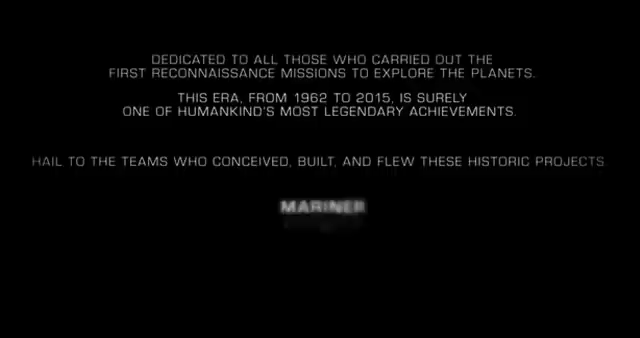 DEDICATED TO ALL THOSE WHO CARRIED OUT THE
FIRST RECONNAISSANCE MISSIONS TO EXPLORE THE PLANETS.
THIS ERA, FROM 1962 TO 2015, IS SURELY
ONE OF HUMANKIND'S MOST LEGENDARY ACHIEVEMENTS.
HAIL TO THE TEAMS WHO CONCEIVED, BUILT, AND FLEW THESE HISTORIC PROJECTS
MARINER